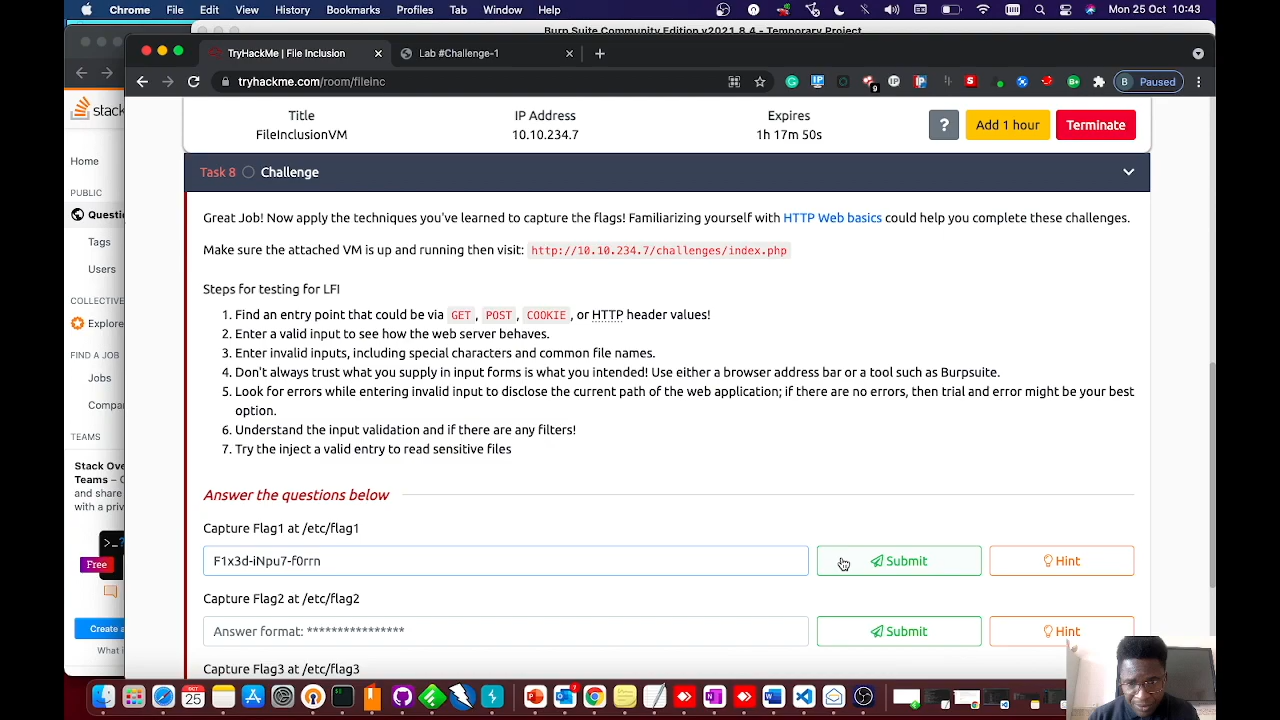 Chrome File Edit View History Bookmarks Profiles Tab Window Help
Mon 25 Oct 10:43
Burp Suite Community Edition v2021.8.4 - Temporary Project
TryHackMe | File Inclusion
Lab #Challenge-1
tryhackme.com/room/fileinc
9
B Paused
stack
Home
PUBLIC
Questi
Tags
Users
COLLECTIVE
Explore
FIND A JOB
Jobs
Compa
TEAMS
Stack Ove
Teams –
and share
with a priv
Free
Create a
What i
Title
FileInclusionVM
IP Address
10.10.234.7
Expires
1h 17m 50s
?
Add 1 hour
Terminate
Task 8 Challenge
Great Job! Now apply the techniques you've learned to capture the flags! Familiarizing yourself with HTTP Web basics could help you complete these challenges.
Make sure the attached VM is up and running then visit: http://10.10.234.7/challenges/index.php
Steps for testing for LFI
1. Find an entry point that could be via GET, POST, COOKIE, or HTTP header values!
2. Enter a valid input to see how the web server behaves.
3. Enter invalid inputs, including special characters and common file names.
4. Don't always trust what you supply in input forms is what you intended! Use either a browser address bar or a tool such as Burpsuite.
5. Look for errors while entering invalid input to disclose the current path of the web application; if there are no errors, then trial and error might be your
option.
6. Understand the input validation and if there are any filters!
7. Try the inject a valid entry to read sensitive files
Answer the questions below
Capture Flag1 at /etc/flag1
F1x3d-iNpu7-f0rrn
Submit
Hint
Capture Flag2 at /etc/flag2
Answer format: ****************
Submit
Hint
Capture Flag3 at /etc/flag3